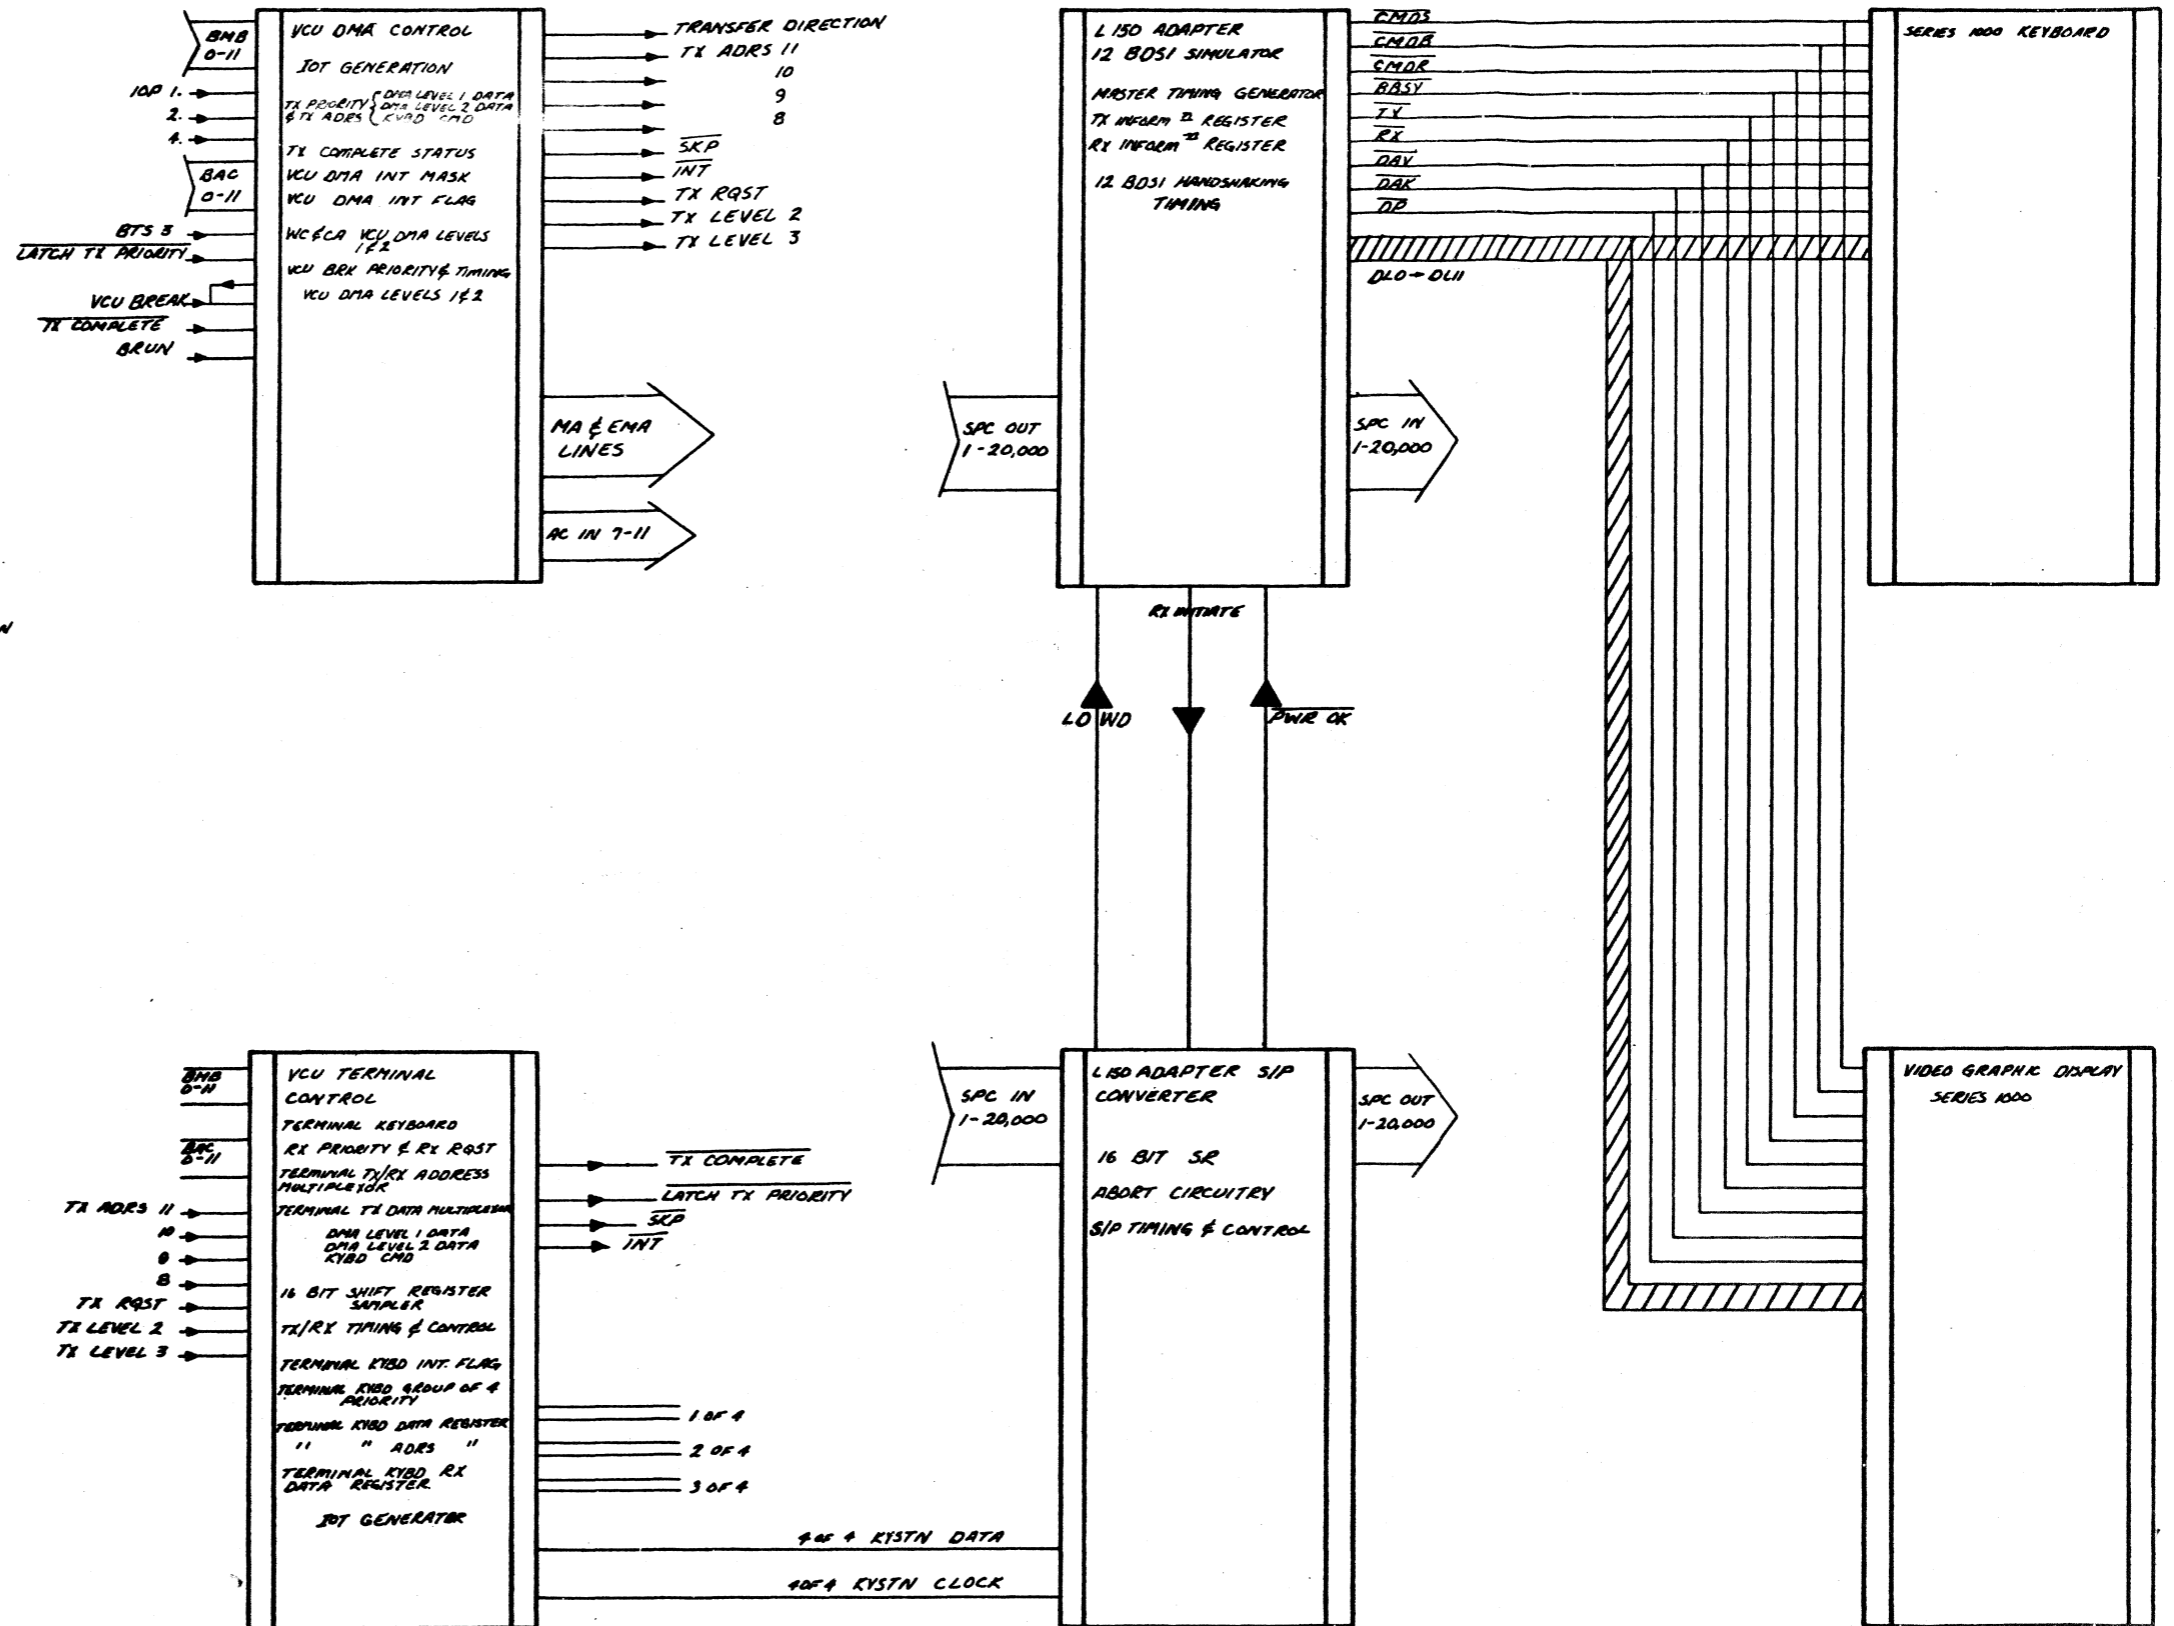 BMB
0-11
IOP 1.
2.
4.
BAC
0-11
BTS 3
LATCH TX PRIORITY
VCU BREAK
TX COMPLETE
BRUN
VCU DMA CONTROL
IOT GENERATION
TX PRIORITY { DMA LEVEL 1 DATA
& TX ADRS { DMA LEVEL 2 DATA
KYBD CMD
TX COMPLETE STATUS
VCU DMA INT MASK
VCU DMA INT FLAG
WC & CA VCU DMA LEVELS
1 & 2
VCU BRK PRIORITY & TIMING
VCU DMA LEVELS 1 & 2
TRANSFER DIRECTION
TX ADRS 11
10
9
8
SKP
INT
TX RQST
TX LEVEL 2
TX LEVEL 3
MA & EMA
LINES
AC IN 7-11
L 150 ADAPTER
12 BDSI SIMULATOR
MASTER TIMING GENERATOR
TX INFORM N REGISTER
RX INFORM N REGISTER
12 BDSI HANDSHAKING
TIMING
SPC OUT
1-20,000
SPC IN
1-20,000
CMDS
CMDB
CMDR
BBSY
TX
RX
DAV
DAK
DP
DL0 → DL11
SERIES 1000 KEYBOARD
RX INITIATE
LD WD
PWR OK
BMB
0-11
BAC
0-11
TX ADRS 11
10
9
8
TX RQST
TX LEVEL 2
TX LEVEL 3
VCU TERMINAL
CONTROL
TERMINAL KEYBOARD
RX PRIORITY & RX RQST
TERMINAL TX/RX ADDRESS
MULTIPLEXOR
TERMINAL TX DATA MULTIPLEXOR
DMA LEVEL 1 DATA
DMA LEVEL 2 DATA
KYBD CMD
16 BIT SHIFT REGISTER
SAMPLER
TX/RX TIMING & CONTROL
TERMINAL KYBD INT. FLAG
TERMINAL KYBD GROUP OF 4
PRIORITY
TERMINAL KYBD DATA REGISTER
" " ADRS "
TERMINAL KYBD RX
DATA REGISTER
IOT GENERATOR
TX COMPLETE
LATCH TX PRIORITY
SKP
INT
1 OF 4
2 OF 4
3 OF 4
4 OF 4 KYSTN DATA
4 OF 4 KYSTN CLOCK
SPC IN
1-20,000
L 150 ADAPTER S/P
CONVERTER
16 BIT SR
ABORT CIRCUITRY
S/P TIMING & CONTROL
SPC OUT
1-20,000
VIDEO GRAPHIC DISPLAY
SERIES 1000